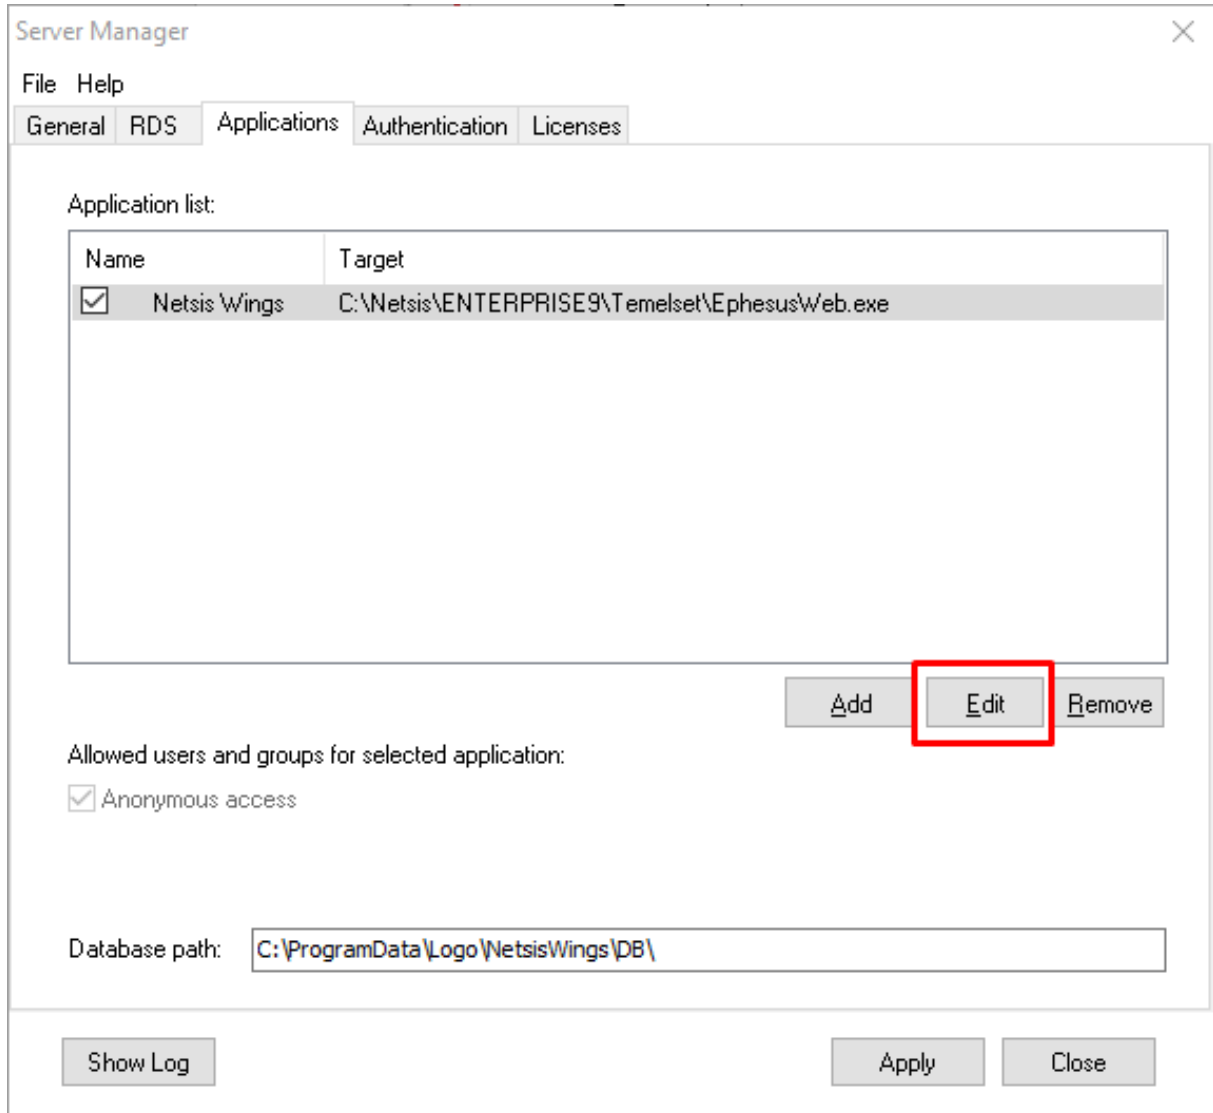 Server Manager
File Help
General RDS Applications Authentication Licenses
Application list:
Name Target
Netsis Wings C:\Netsis\ENTERPRISE9\Temelset\EphesusWeb.exe
Add Edit Remove
Allowed users and groups for selected application:
Anonymous access
Database path: C:\ProgramData\Logo\NetsisWings\DB\
Show Log Apply Close